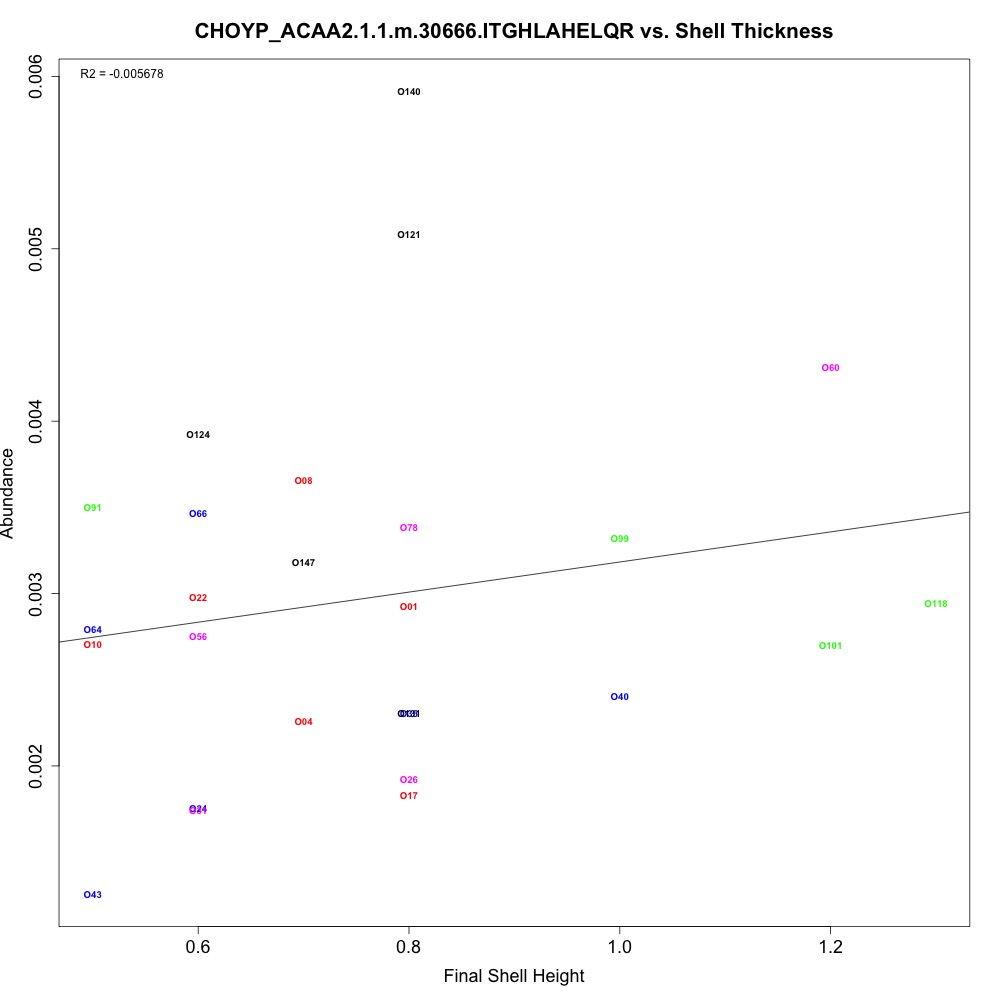 CHOYP_ACAA2.1.1.m.30666.ITGHLAHELQR vs. Shell Thickness
R2 = -0.005678
0.006
O140
O121
0.005
O60
0.004
O124
O08
O91
O66
O78
O99
O147
0.003
O22
O01
O118
O64
O56
O10
O101
O40
O04
0.002
O26
O17
O24
O43
0.6 0.8 1.0 1.2
Final Shell Height
Abundance